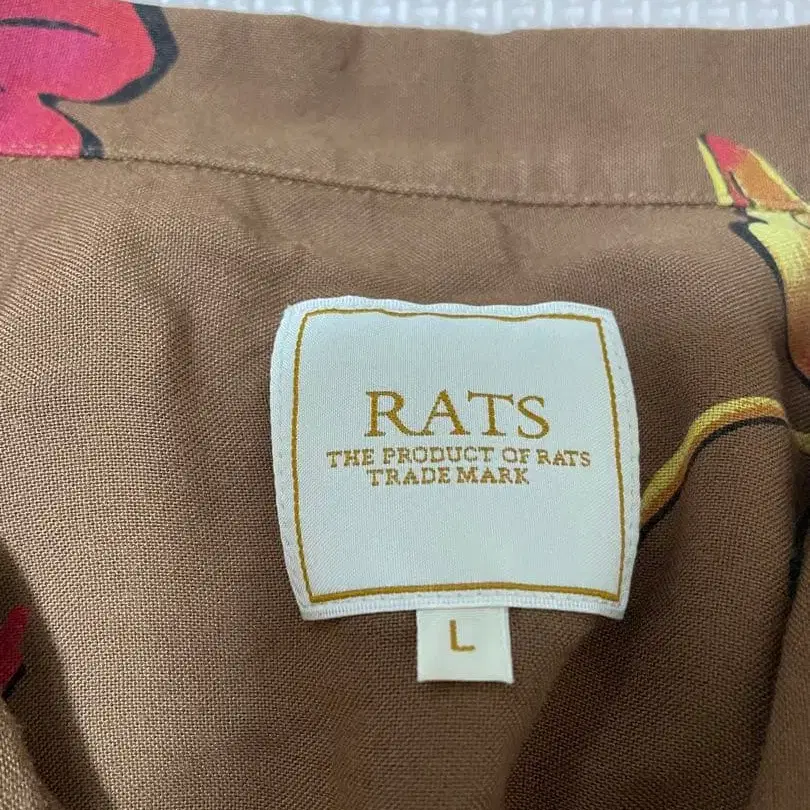 RATS
THE PRODUCT OF RATS
TRADE MARK
L